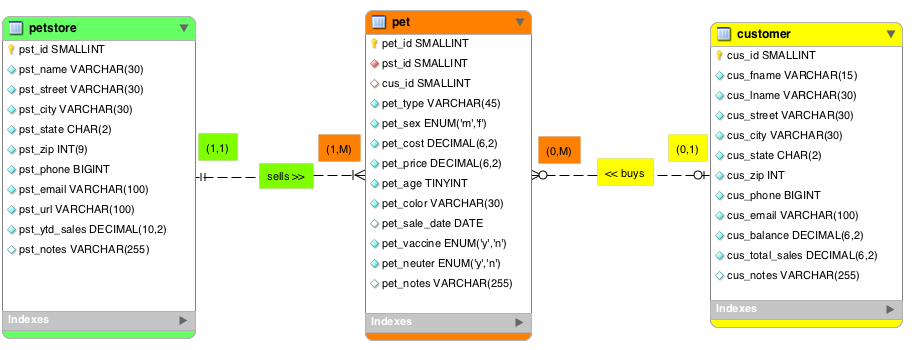 petstore
pst_id SMALLINT
pst_name VARCHAR(30)
pst_street VARCHAR(30)
pst_city VARCHAR(30)
pst_state CHAR(2)
pst_zip INT(9)
pst_phone BIGINT
pst_email VARCHAR(100)
pst_url VARCHAR(100)
pst_ytd_sales DECIMAL(10,2)
pst_notes VARCHAR(255)
Indexes
(1,1)
sells >>
(1,M)
pet
pet_id SMALLINT
pst_id SMALLINT
cus_id SMALLINT
pet_type VARCHAR(45)
pet_sex ENUM('m','f')
pet_cost DECIMAL(6,2)
pet_price DECIMAL(6,2)
pet_age TINYINT
pet_color VARCHAR(30)
pet_sale_date DATE
pet_vaccine ENUM('y','n')
pet_neuter ENUM('y','n')
pet_notes VARCHAR(255)
Indexes
(0,M)
<< buys
(0,1)
customer
cus_id SMALLINT
cus_fname VARCHAR(15)
cus_lname VARCHAR(30)
cus_street VARCHAR(30)
cus_city VARCHAR(30)
cus_state CHAR(2)
cus_zip INT
cus_phone BIGINT
cus_email VARCHAR(100)
cus_balance DECIMAL(6,2)
cus_total_sales DECIMAL(6,2)
cus_notes VARCHAR(255)
Indexes